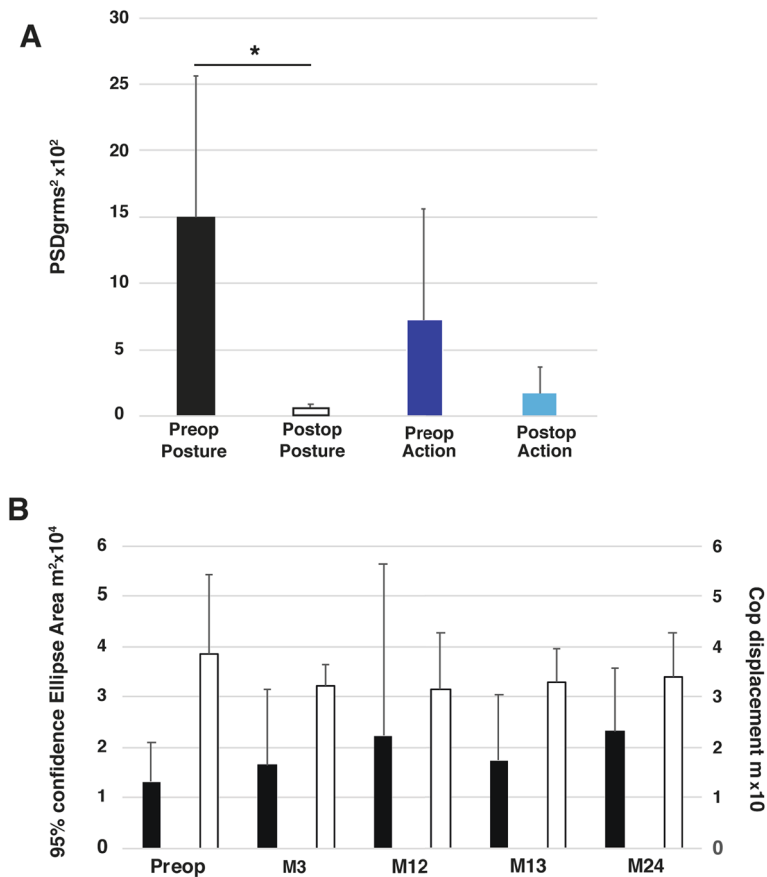 A
PSDgrms² x10²
30
25
20
15
10
5
0
*
Preop
Posture
Postop
Posture
Preop
Action
Postop
Action
B
95% confidence Ellipse Area m²x10⁴
6
5
4
3
2
1
0
6
5
4
3
2
1
0
Cop displacement m x10
Preop
M3
M12
M13
M24